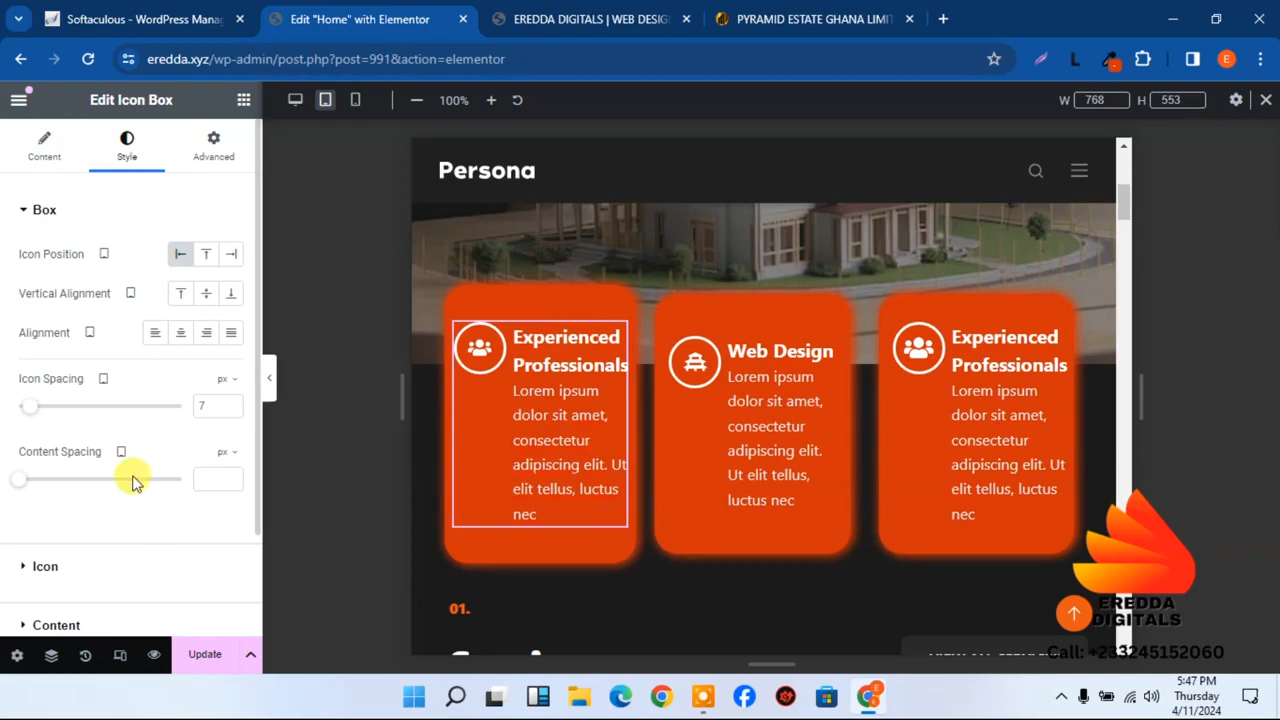 Softaculous - WordPress Mana
Edit "Home" with Elementor
EREDDA DIGITALS | WEB DESIG
PYRAMID ESTATE GHANA LIMIT
eredda.xyz/wp-admin/post.php?post=991&action=elementor
L
E
Edit Icon Box
100%
W 768 H 553
Content
Style
Advanced
Box
Icon Position
Vertical Alignment
Alignment
Icon Spacing
px
7
Content Spacing
px
Icon
Content
Update
Persona
Experienced
Professionals
Lorem ipsum
dolor sit amet,
consectetur
adipiscing elit. Ut
elit tellus, luctus
nec
Web Design
Lorem ipsum
dolor sit amet,
consectetur
adipiscing elit.
Ut elit tellus,
luctus nec
Experienced
Professionals
Lorem ipsum
dolor sit amet,
consectetur
adipiscing elit. Ut
elit tellus, luctus
nec
01.
EREDDA
DIGITALS
Call: +233245152060
E
5:47 PM
Thursday
4/11/2024